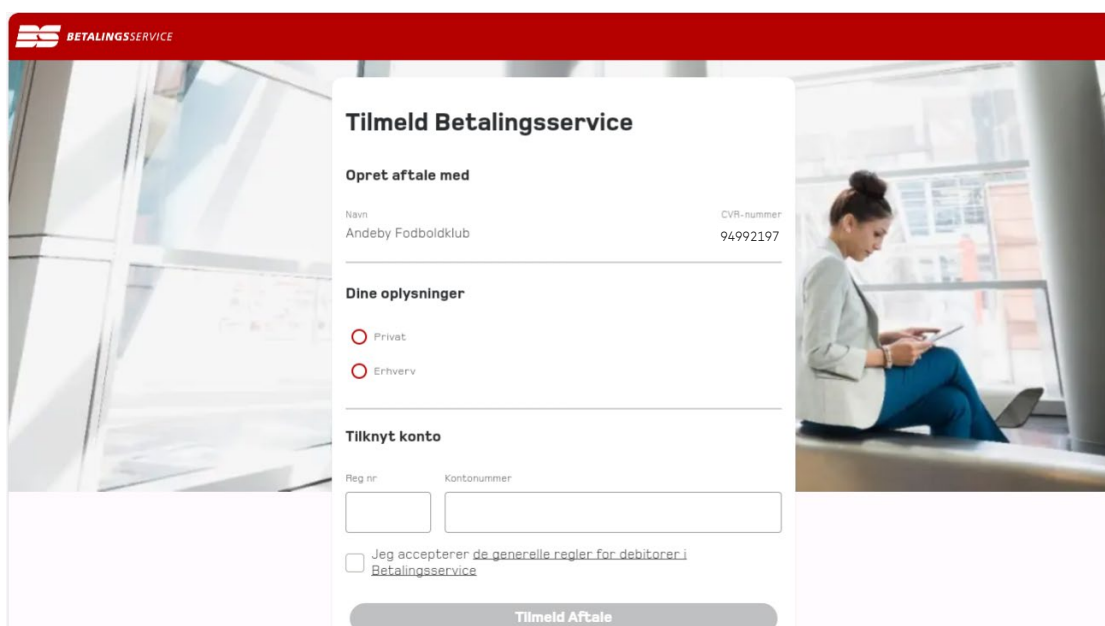 BETALINGSSERVICE
Tilmeld Betalingsservice
Opret aftale med
Navn CVR-nummer
Andeby Fodboldklub 94992197
Dine oplysninger
Privat
Erhverv
Tilknyt konto
Reg nr Kontonummer
Jeg accepterer de generelle regler for debitorer i
Betalingsservice
Tilmeld Aftale